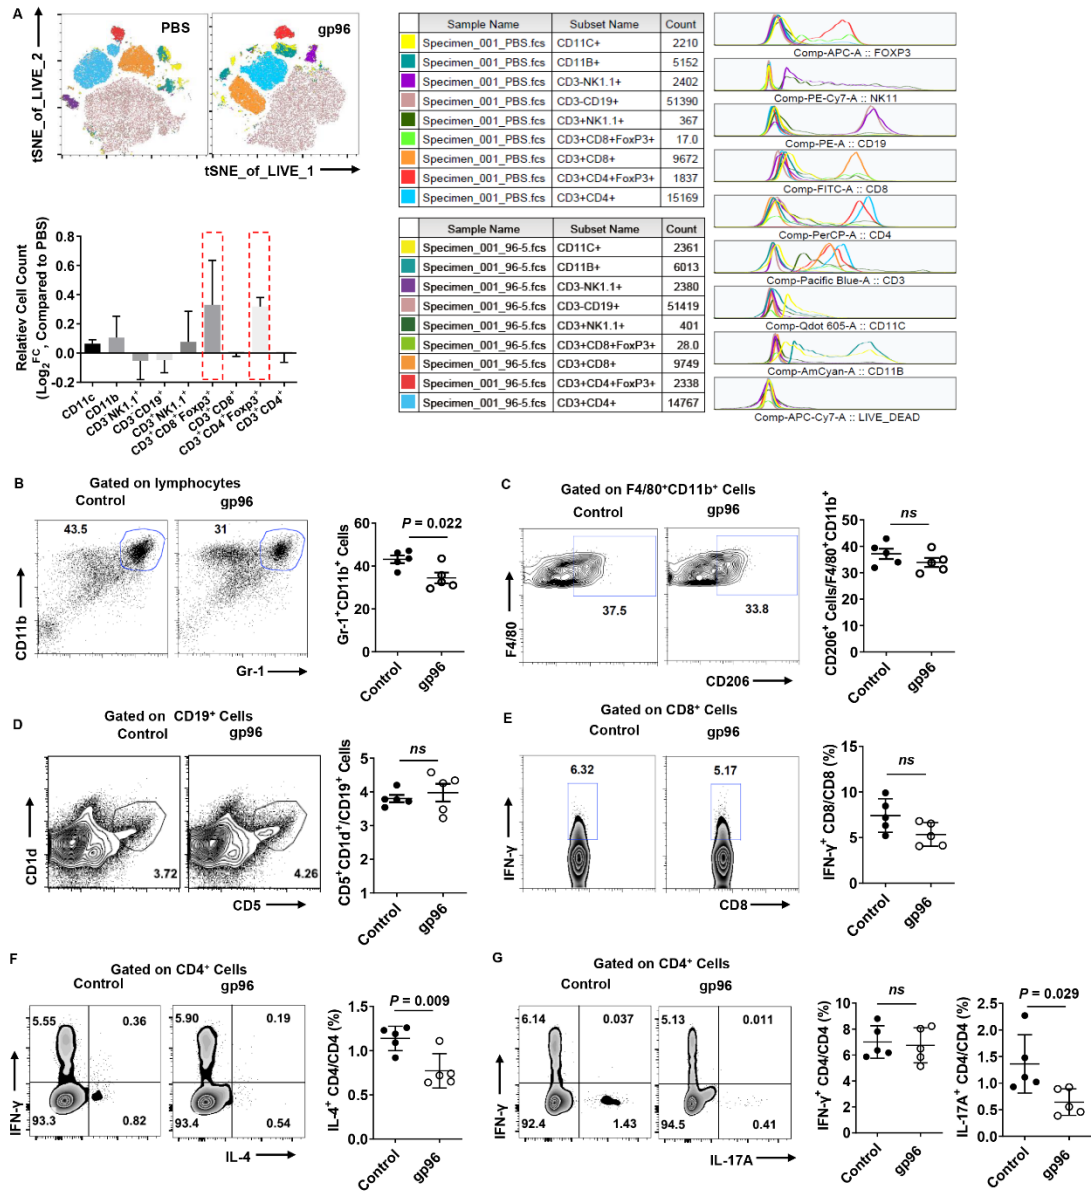 A
PBS
gp96
tSNE_of_LIVE_2
tSNE_of_LIVE_1
Sample Name Subset Name Count
Specimen_001_PBS.fcs CD11C+ 2210
Specimen_001_PBS.fcs CD11B+ 5152
Specimen_001_PBS.fcs CD3-NK1.1+ 2402
Specimen_001_PBS.fcs CD3-CD19+ 51390
Specimen_001_PBS.fcs CD3+NK1.1+ 367
Specimen_001_PBS.fcs CD3+CD8+FoxP3+ 17.0
Specimen_001_PBS.fcs CD3+CD8+ 9672
Specimen_001_PBS.fcs CD3+CD4+FoxP3+ 1837
Specimen_001_PBS.fcs CD3+CD4+ 15169
Sample Name Subset Name Count
Specimen_001_96-5.fcs CD11C+ 2361
Specimen_001_96-5.fcs CD11B+ 6013
Specimen_001_96-5.fcs CD3-NK1.1+ 2380
Specimen_001_96-5.fcs CD3-CD19+ 51419
Specimen_001_96-5.fcs CD3+NK1.1+ 401
Specimen_001_96-5.fcs CD3+CD8+FoxP3+ 28.0
Specimen_001_96-5.fcs CD3+CD8+ 9749
Specimen_001_96-5.fcs CD3+CD4+FoxP3+ 2338
Specimen_001_96-5.fcs CD3+CD4+ 14767
Comp-APC-A :: FOXP3
Comp-PE-Cy7-A :: NK11
Comp-PE-A :: CD19
Comp-FITC-A :: CD8
Comp-PerCP-A :: CD4
Comp-Pacific Blue-A :: CD3
Comp-Qdot 605-A :: CD11C
Comp-AmCyan-A :: CD11B
Comp-APC-Cy7-A :: LIVE_DEAD
Relatiev Cell Count
(Log₂FC, Compared to PBS)
0.8
0.6
0.4
0.2
0.0
-0.2
CD11c
CD11b
CD3⁻NK1.1⁺
CD3⁻CD19⁺
CD3⁺NK1.1⁺
CD3⁺CD8⁺Foxp3⁺
CD3⁺CD8⁺
CD3⁺CD4⁺Foxp3⁺
CD3⁺CD4⁺
B
Gated on lymphocytes
Control
gp96
43.5
31
CD11b
Gr-1
Gr-1⁺CD11b⁺ Cells
60
40
20
0
P = 0.022
Control
gp96
C
Gated on F4/80⁺CD11b⁺ Cells
Control
gp96
37.5
33.8
F4/80
CD206
CD206⁺ Cells/F4/80⁺CD11b⁺
50
40
30
20
10
0
ns
Control
gp96
D
Gated on CD19⁺ Cells
Control
gp96
3.72
4.26
CD1d
CD5
CD5⁺CD1d⁺/CD19⁺ Cells
5
4
3
2
1
ns
Control
gp96
E
Gated on CD8⁺ Cells
Control
gp96
6.32
5.17
IFN-γ
CD8
IFN-γ⁺ CD8/CD8 (%)
15
10
5
0
ns
Control
gp96
F
Gated on CD4⁺ Cells
Control
gp96
5.55
0.36
93.3
0.82
5.90
0.19
93.4
0.54
IFN-γ
IL-4
IL-4⁺ CD4/CD4 (%)
1.5
1.0
0.5
0.0
P = 0.009
Control
gp96
G
Gated on CD4⁺ Cells
Control
gp96
6.14
0.037
92.4
1.43
5.13
0.011
94.5
0.41
IFN-γ
IL-17A
IFN-γ⁺ CD4/CD4 (%)
10
8
6
4
2
0
ns
Control
gp96
IL-17A⁺ CD4/CD4 (%)
2.5
2.0
1.5
1.0
0.5
0.0
P = 0.029
Control
gp96